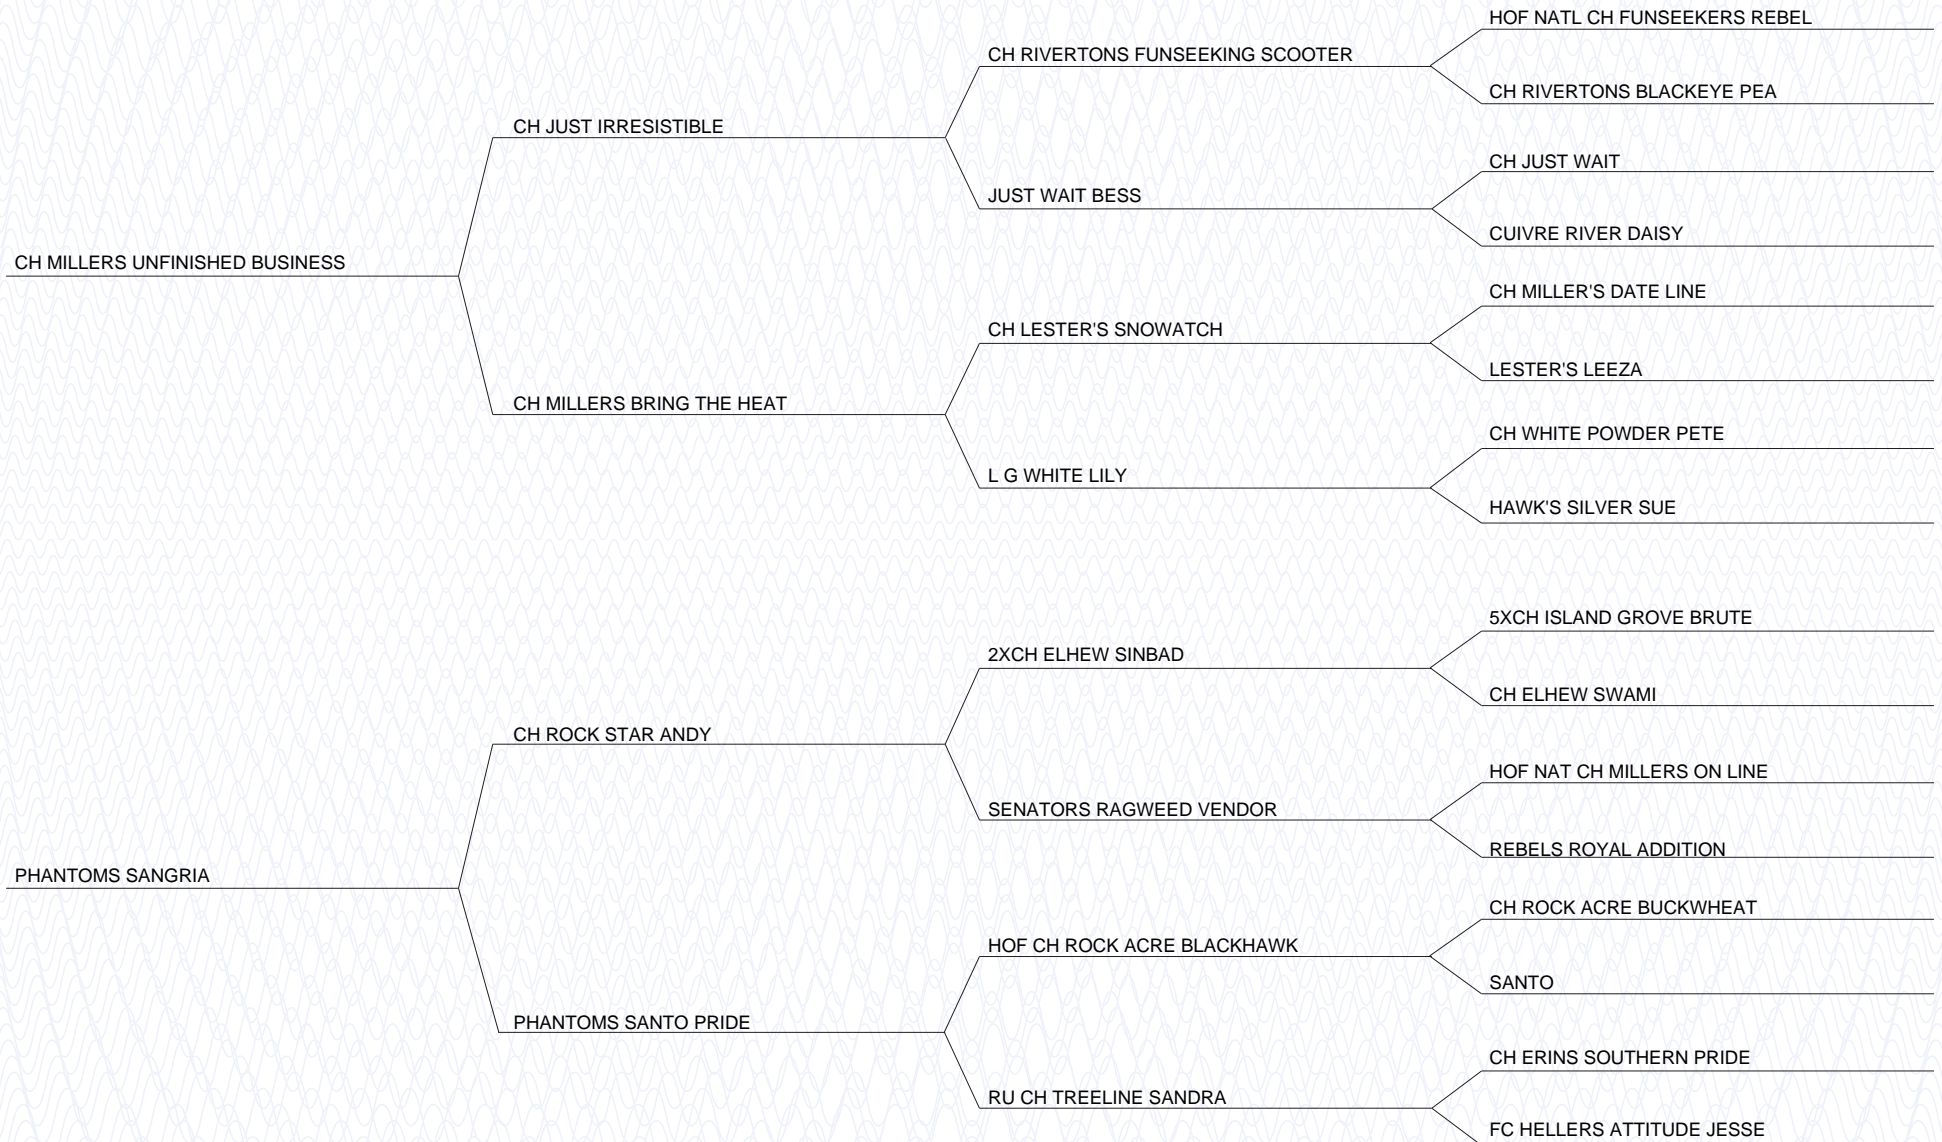 HOF NATL CH FUNSEEKERS REBEL
CH RIVERTONS FUNSEEKING SCOOTER
CH RIVERTONS BLACKEYE PEA
CH JUST IRRESISTIBLE
CH JUST WAIT
JUST WAIT BESS
CUIVRE RIVER DAISY
CH MILLERS UNFINISHED BUSINESS
CH MILLER'S DATE LINE
CH LESTER'S SNOWATCH
LESTER'S LEEZA
CH MILLERS BRING THE HEAT
CH WHITE POWDER PETE
L G WHITE LILY
HAWK'S SILVER SUE
5XCH ISLAND GROVE BRUTE
2XCH ELHEW SINBAD
CH ELHEW SWAMI
CH ROCK STAR ANDY
HOF NAT CH MILLERS ON LINE
SENATORS RAGWEED VENDOR
REBELS ROYAL ADDITION
PHANTOMS SANGRIA
CH ROCK ACRE BUCKWHEAT
HOF CH ROCK ACRE BLACKHAWK
SANTO
PHANTOMS SANTO PRIDE
CH ERINS SOUTHERN PRIDE
RU CH TREELINE SANDRA
FC HELLERS ATTITUDE JESSE